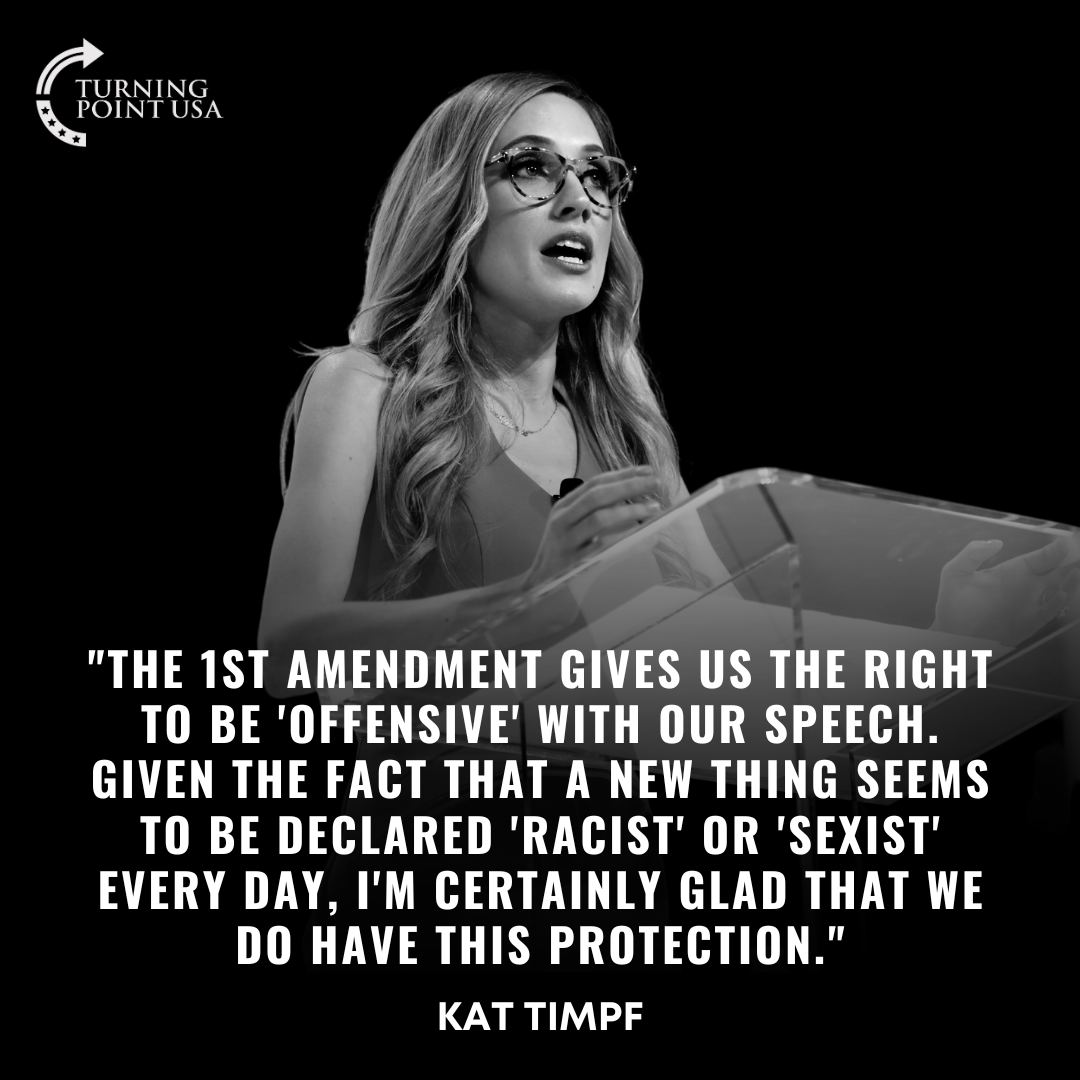 TURNING
POINT USA
"THE 1ST AMENDMENT GIVES US THE RIGHT
TO BE 'OFFENSIVE' WITH OUR SPEECH.
GIVEN THE FACT THAT A NEW THING SEEMS
TO BE DECLARED 'RACIST' OR 'SEXIST'
EVERY DAY, I'M CERTAINLY GLAD THAT WE
DO HAVE THIS PROTECTION."
KAT TIMPF